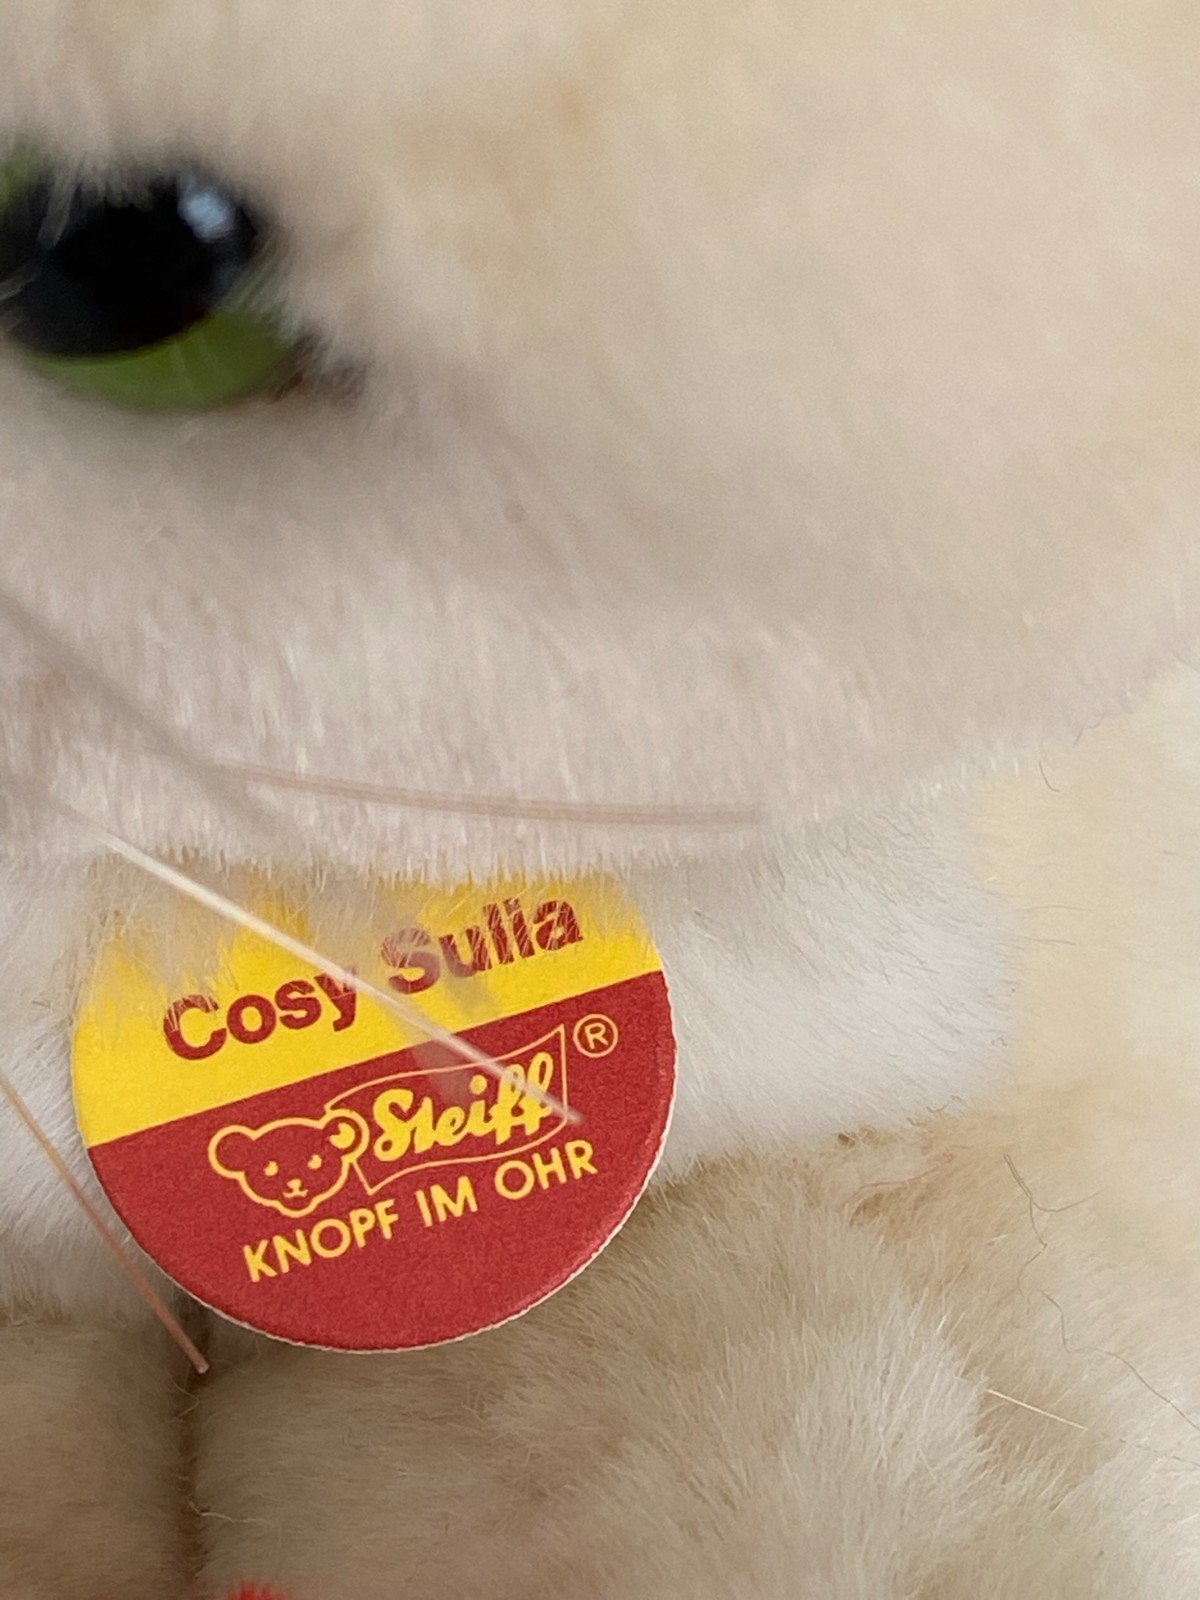 Cosy Sulla
Steiff ®
KNOPF IM OHR